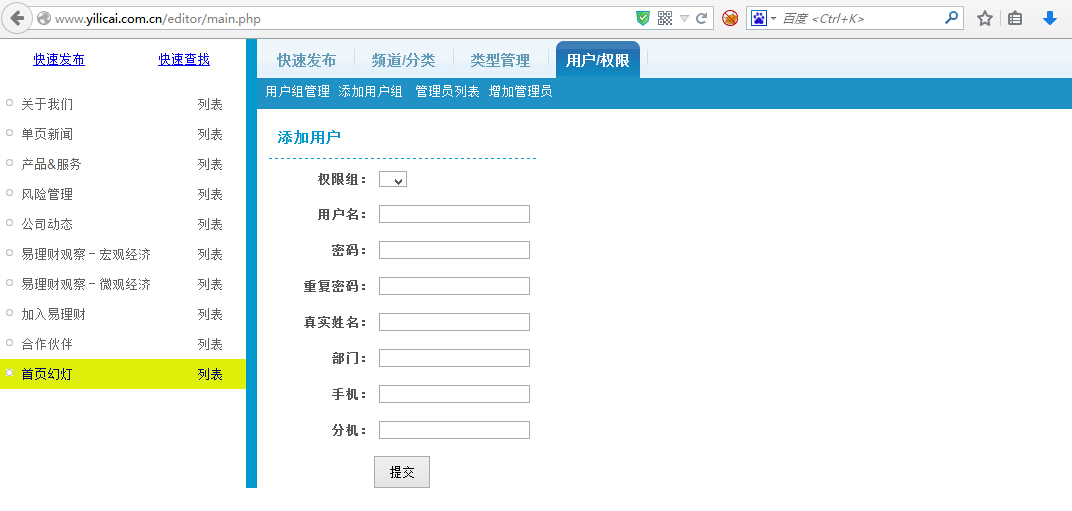 www.yilicai.com.cn/editor/main.php
百度 <Ctrl+K>
快速发布 快速查找
快速发布 频道/分类 类型管理 用户/权限
用户组管理 添加用户组 管理员列表 增加管理员
关于我们 列表
单页新闻 列表
产品&服务 列表
风险管理 列表
公司动态 列表
易理财观察－宏观经济 列表
易理财观察－微观经济 列表
加入易理财 列表
合作伙伴 列表
首页幻灯 列表
添加用户
权限组：
用户名：
密码：
重复密码：
真实姓名：
部门：
手机：
分机：
提交